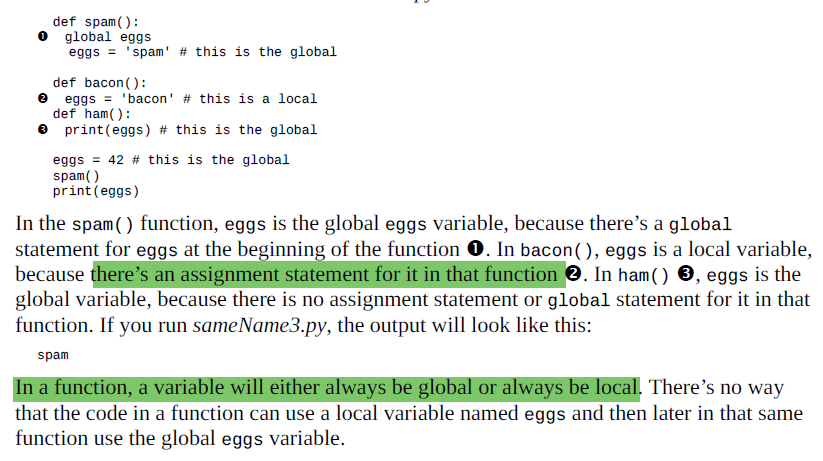 def spam():
❶ global eggs
eggs = 'spam' # this is the global
def bacon():
❷ eggs = 'bacon' # this is a local
def ham():
❸ print(eggs) # this is the global
eggs = 42 # this is the global
spam()
print(eggs)
In the spam() function, eggs is the global eggs variable, because there’s a global
statement for eggs at the beginning of the function ❶. In bacon(), eggs is a local variable,
because there’s an assignment statement for it in that function ❷. In ham() ❸, eggs is the
global variable, because there is no assignment statement or global statement for it in that
function. If you run sameName3.py, the output will look like this:
spam
In a function, a variable will either always be global or always be local. There’s no way
that the code in a function can use a local variable named eggs and then later in that same
function use the global eggs variable.